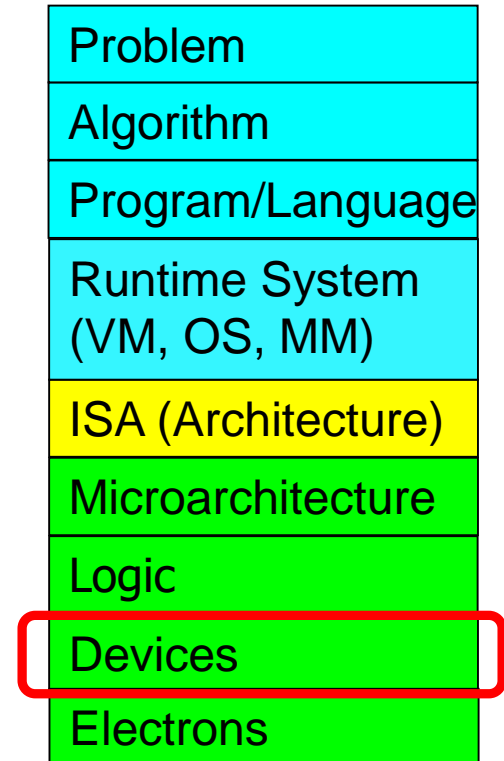 Problem
Algorithm
Program/Language
Runtime System
(VM, OS, MM)
ISA (Architecture)
Microarchitecture
Logic
Devices
Electrons